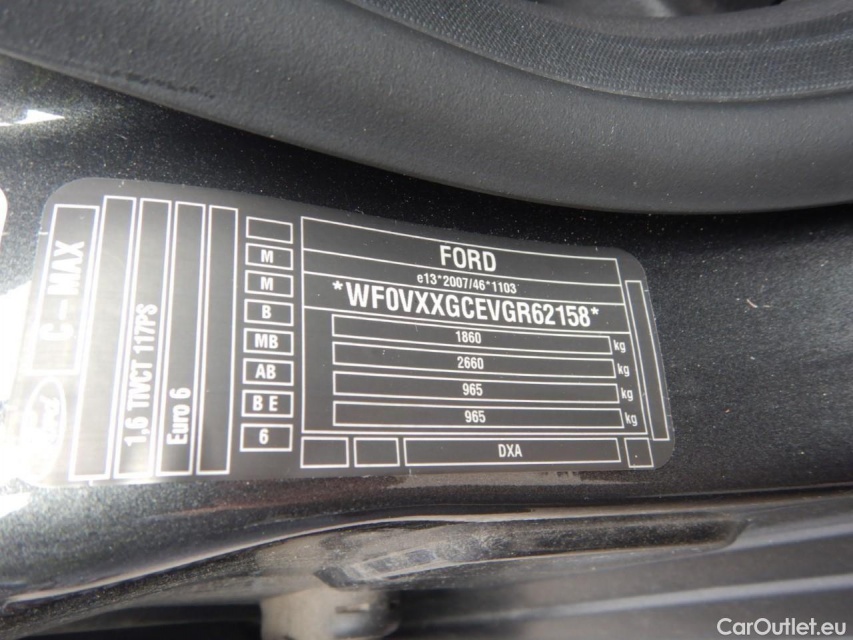 C-MAX
Ford
1,6 TIVCT 117PS
Euro 6
M
M
B
MB
AB
B E
6
FORD
e13*2007/46*1103
*WF0VXXGCEVGR62158*
1860 kg
2660 kg
965 kg
965 kg
DXA
CarOutlet.eu